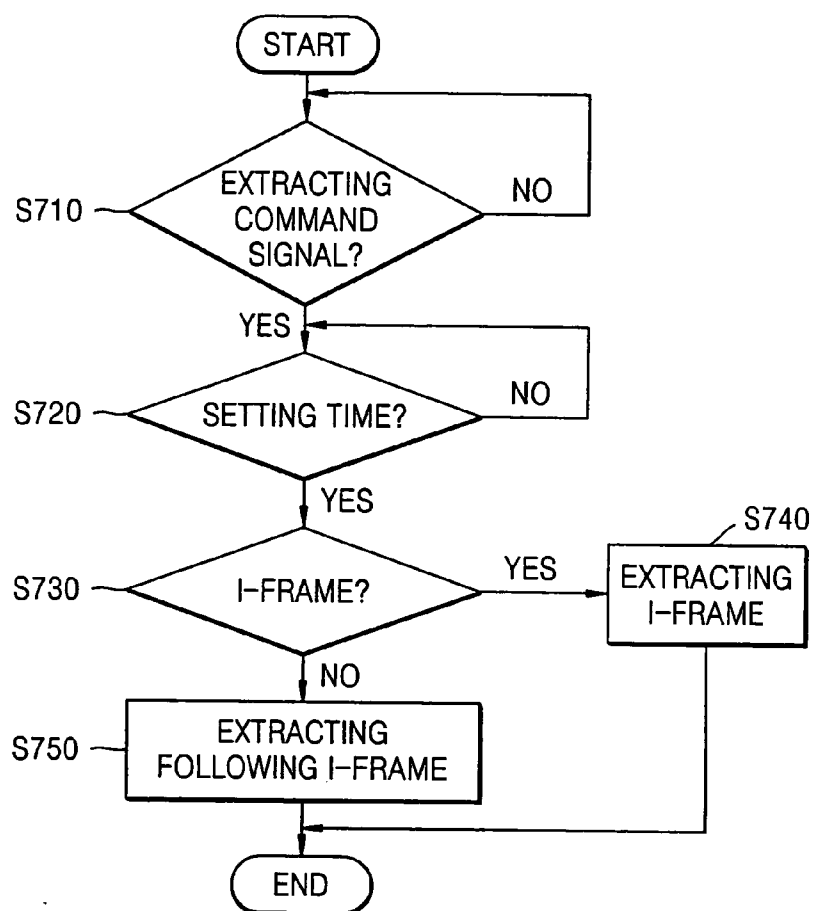 START
S710
EXTRACTING
COMMAND
SIGNAL?
NO
YES
S720
SETTING TIME?
NO
YES
S730
I-FRAME?
YES
S740
EXTRACTING
I-FRAME
NO
S750
EXTRACTING
FOLLOWING I-FRAME
END